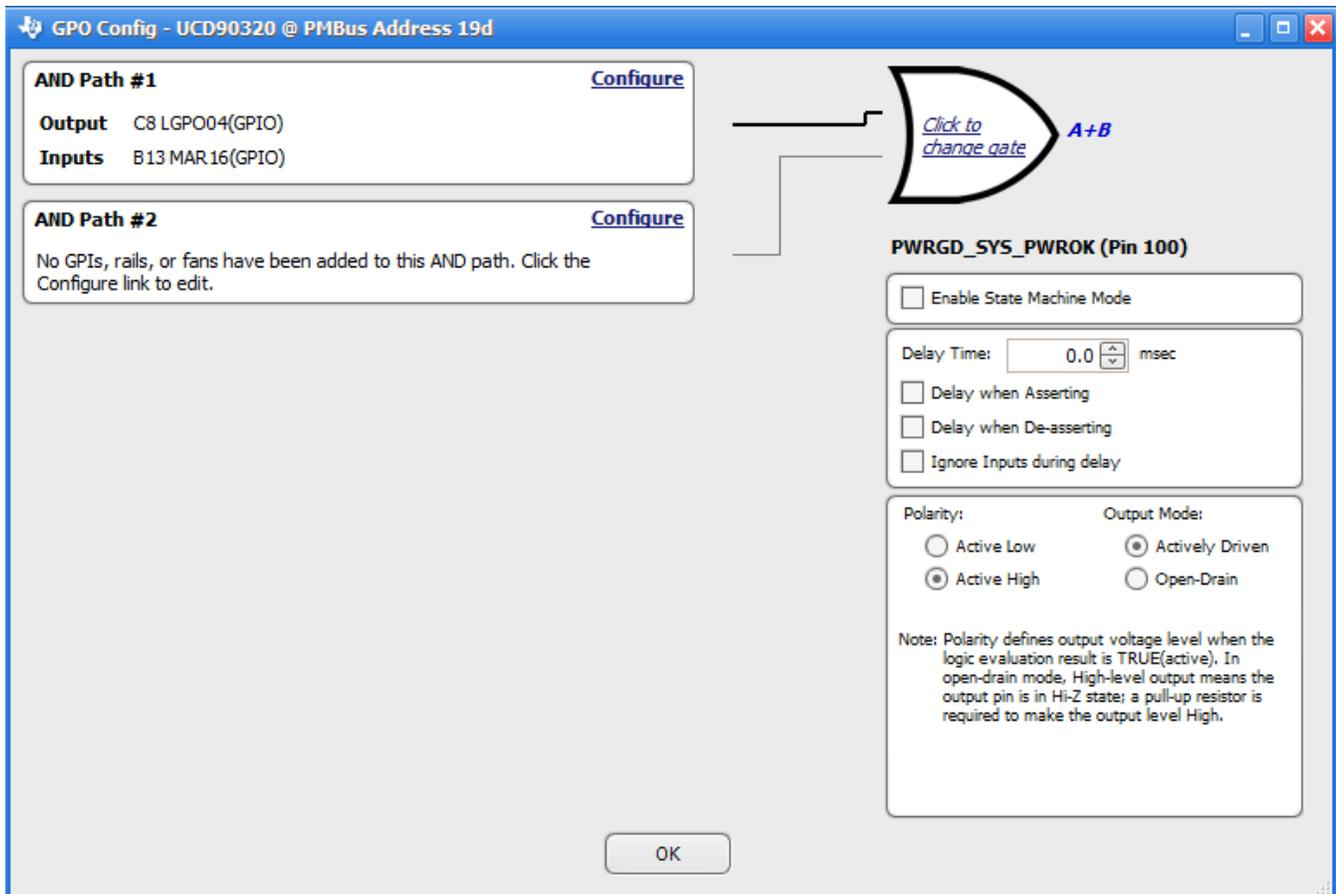 GPO Config - UCD90320 @ PMBus Address 19d
AND Path #1 Configure
Output C8 LGPO04(GPIO)
Inputs B13 MAR16(GPIO)
AND Path #2 Configure
No GPIs, rails, or fans have been added to this AND path. Click the
Configure link to edit.
Click to
change gate
A+B
PWRGD_SYS_PWROK (Pin 100)
Enable State Machine Mode
Delay Time: 0.0 msec
Delay when Asserting
Delay when De-asserting
Ignore Inputs during delay
Polarity: Output Mode:
Active Low Actively Driven
Active High Open-Drain
Note: Polarity defines output voltage level when the
logic evaluation result is TRUE(active). In
open-drain mode, High-level output means the
output pin is in Hi-Z state; a pull-up resistor is
required to make the output level High.
OK